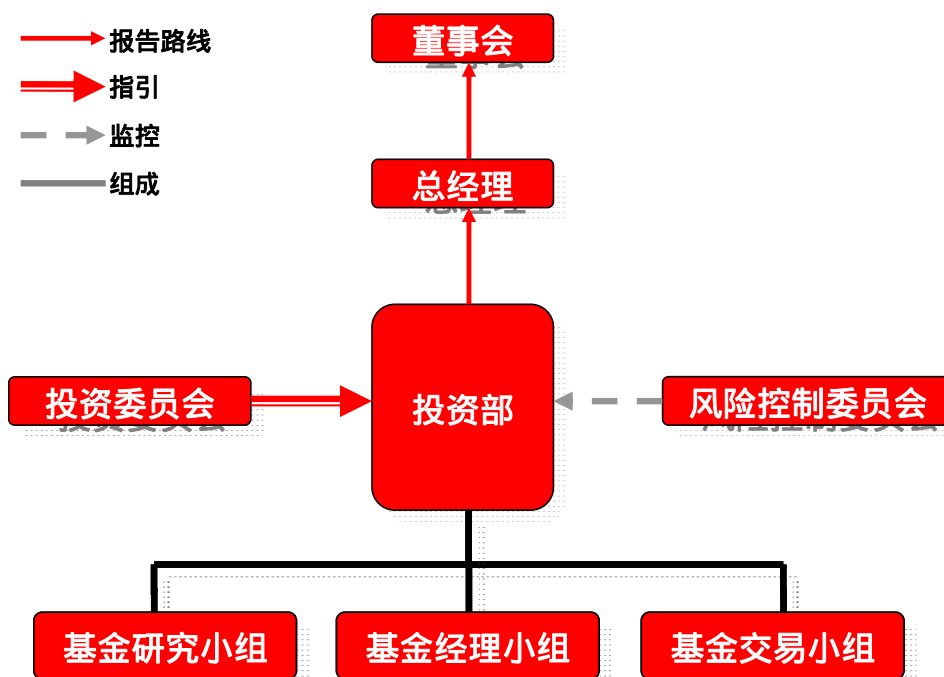 报告路线
指引
监控
组成
董事会
总经理
投资委员会
投资部
风险控制委员会
基金研究小组
基金经理小组
基金交易小组